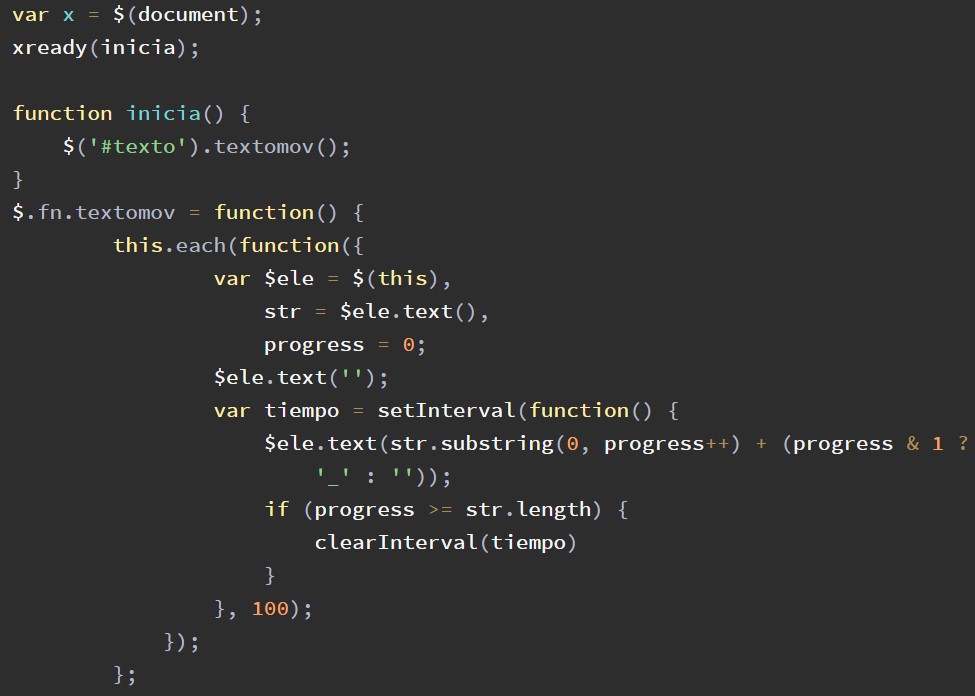 var x = $(document);
xready(inicia);

function inicia() {
    $('#texto').textomov();
}
$.fn.textomov = function() {
        this.each(function({
                var $ele = $(this),
                    str = $ele.text(),
                    progress = 0;
                $ele.text('');
                var tiempo = setInterval(function() {
                    $ele.text(str.substring(0, progress++) + (progress & 1 ?
                        '_' : ''));
                    if (progress >= str.length) {
                        clearInterval(tiempo)
                    }
                }, 100);
            });
        };